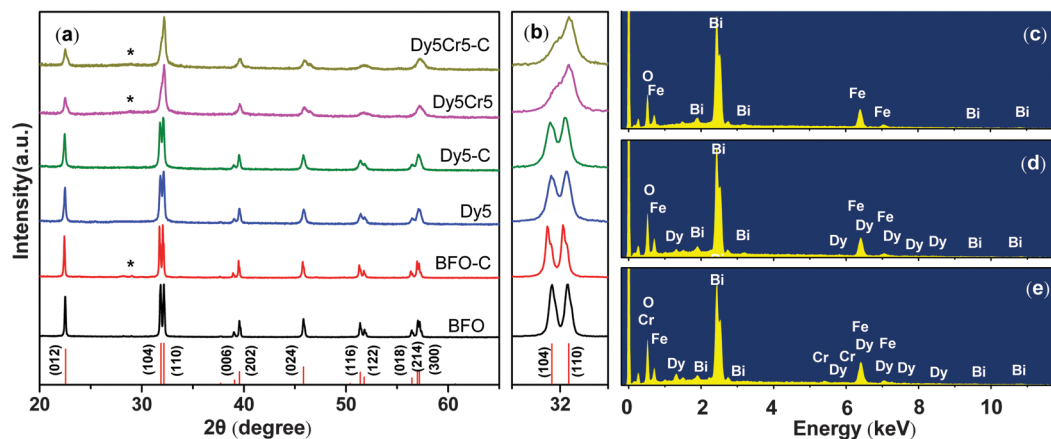 (a)
Dy5Cr5-C
*
Dy5Cr5
*
Dy5-C
Dy5
BFO-C
*
BFO
(012)
(104)
(110)
(006)
(202)
(024)
(116)
(122)
(018)
(214)
(300)
20 30 40 50 60
2θ (degree)
Intensity(a.u.)
(b)
(104)
(110)
32
(c)
Bi
O
Fe
Bi
Bi
Fe
Fe
Bi
Bi
(d)
Bi
O
Fe
Dy
Bi
Bi
Fe
Dy
Dy
Fe
Dy
Dy
Dy
Bi
Bi
(e)
Bi
O
Cr
Fe
Dy
Bi
Bi
Cr
Dy
Cr
Fe
Dy
Fe
Dy
Dy
Dy
Bi
Bi
0 2 4 6 8 10
Energy (keV)